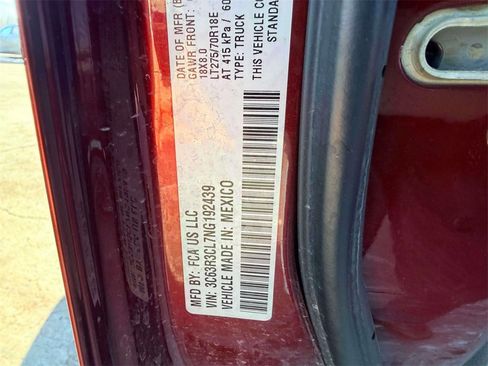 MFD BY: FCA US LLC
DATE OF MFR
VIN: 3C63R3CL7NG192439
GAWR FRONT:
VEHICLE MADE IN: MEXICO
18X8.0
LT275/70R18E
AT 415 kPa / 60
TYPE: TRUCK
THIS VEHICLE
STANDA